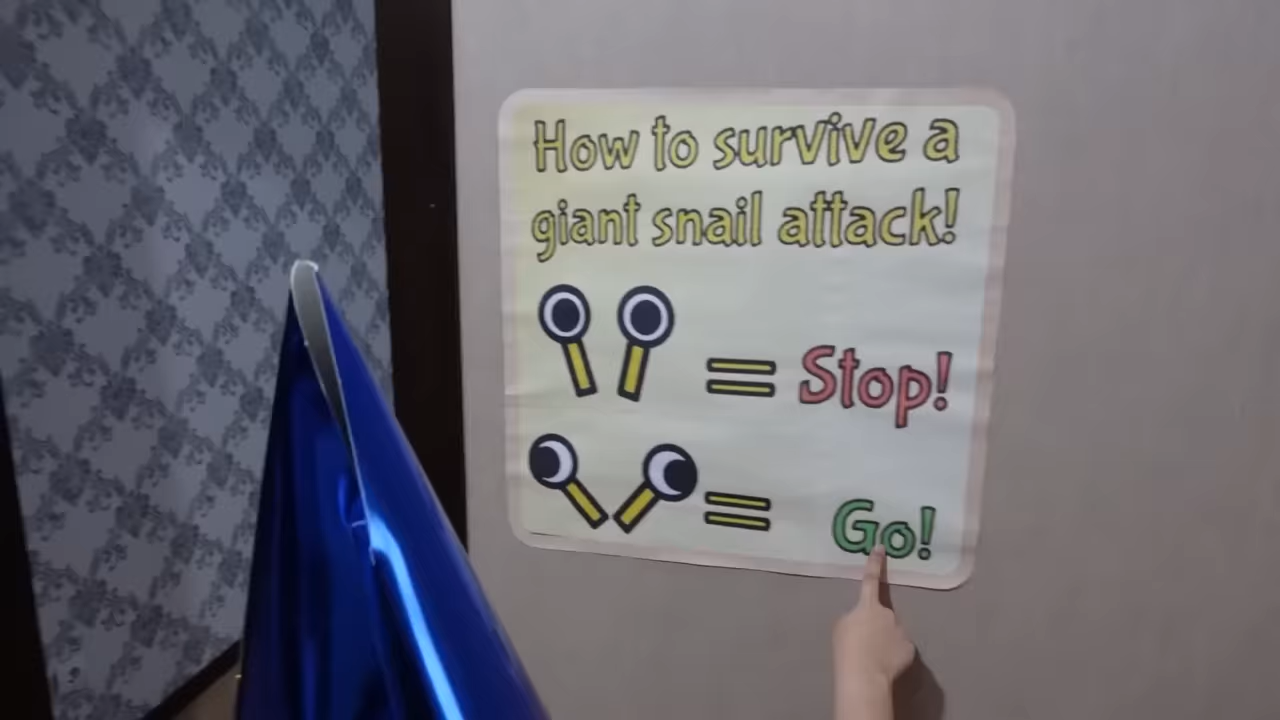 How to survive a
giant snail attack!
= Stop!
= Go!